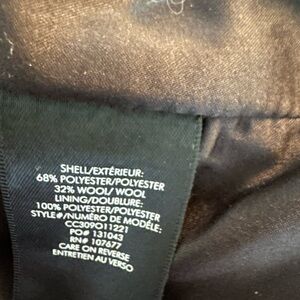 SHELL/EXTÉRIEUR:
68% POLYESTER/POLYESTER
32% WOOL/WOOL
LINING/DOUBLURE:
100% POLYESTER/POLYESTER
STYLE#/NUMÉRO DE MODÈLE:
CC309O11221
PO# 131043
RN# 107677
CARE ON REVERSE
ENTRETIEN AU VERSO